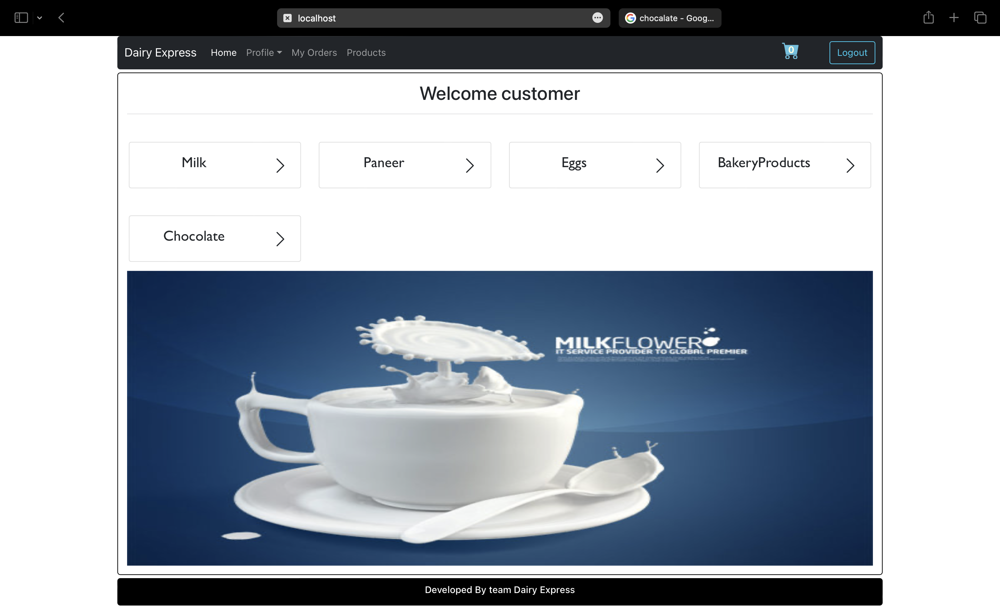 localhost
chocalate - Goog...
Dairy Express Home Profile My Orders Products 0 Logout
Welcome customer
Milk Paneer Eggs BakeryProducts
Chocolate
MILKFLOWER
IT SERVICE PROVIDER TO GLOBAL PREMIER
Developed By team Dairy Express